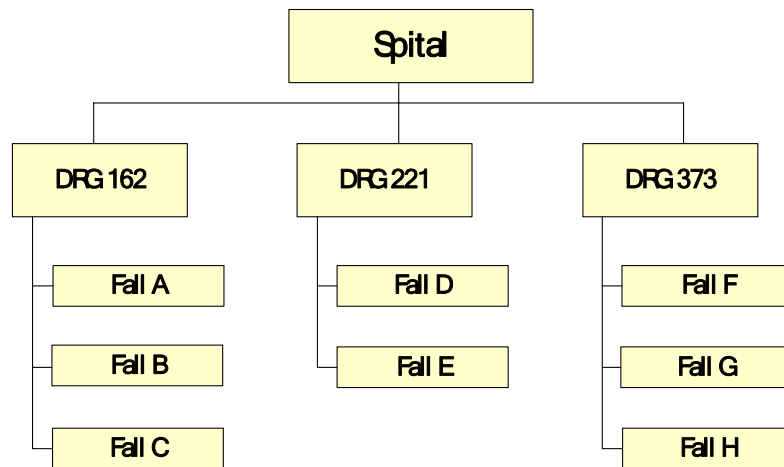 Spital
DRG 162
DRG 221
DRG 373
Fall A
Fall D
Fall F
Fall B
Fall E
Fall G
Fall C
Fall H